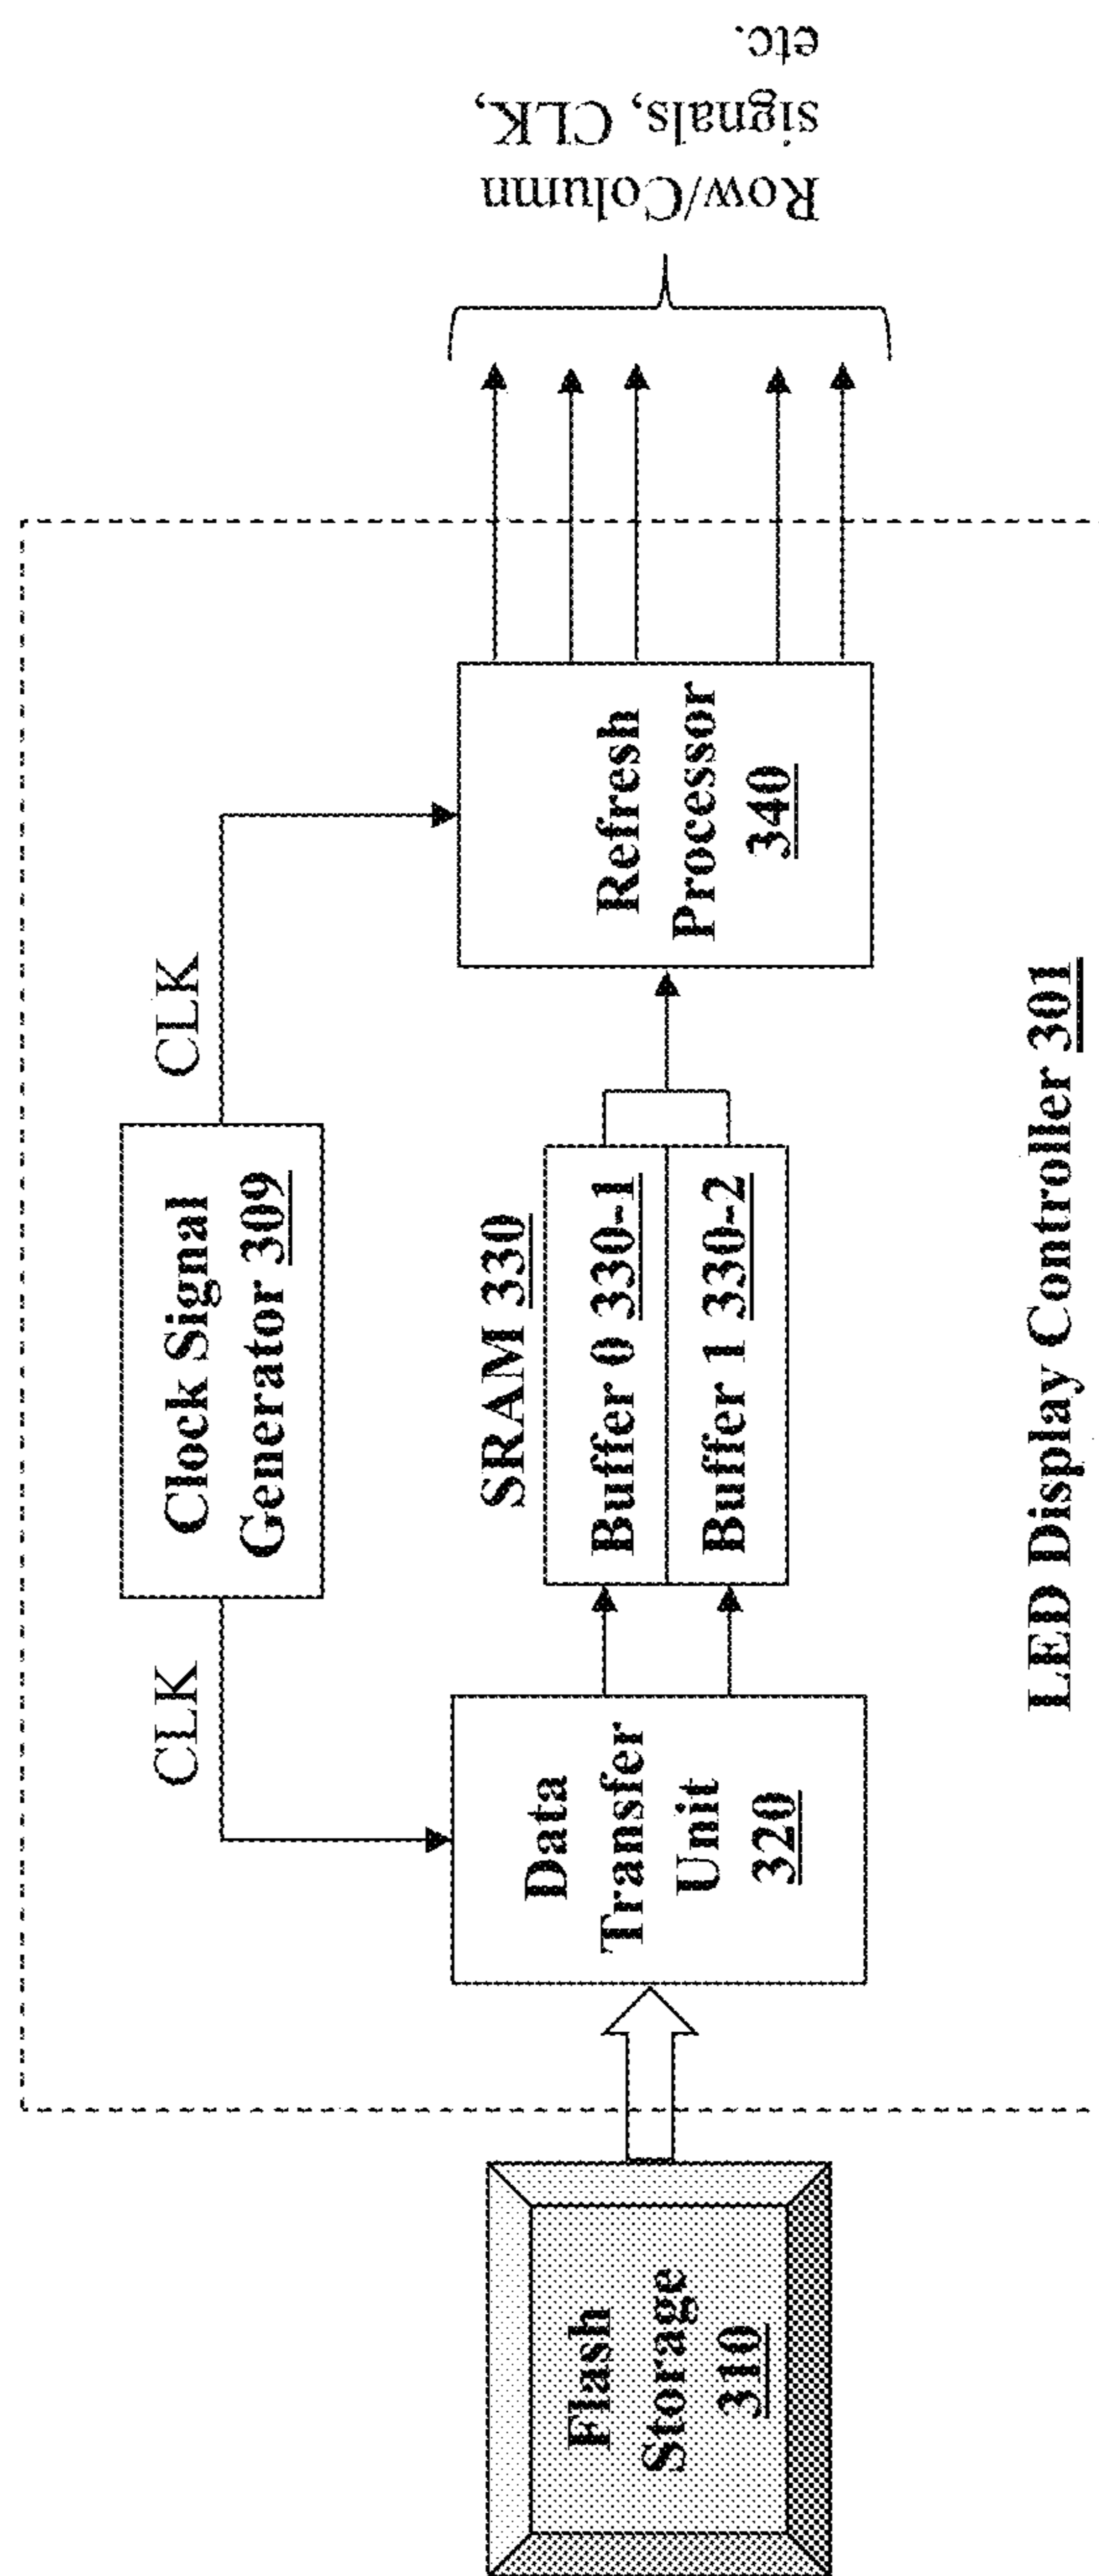 Flash
Storage
310
CLK
Data
Transfer
Unit
320
Clock Signal
Generator 309
SRAM 330
Buffer 0 330-1
Buffer 1 330-2
CLK
Refresh
Processor
340
Row/Column
signals, CLK,
etc.
LED Display Controller 301